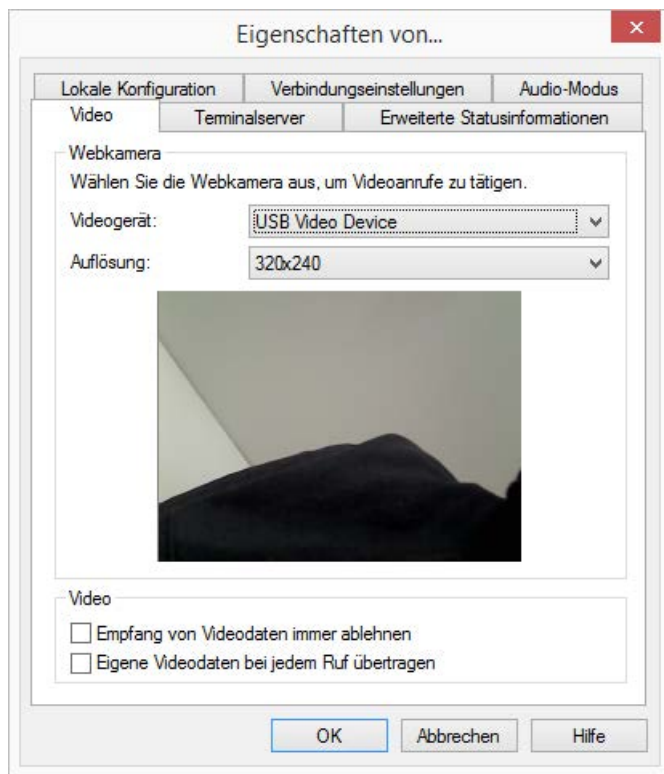 Eigenschaften von...
Lokale Konfiguration Verbindungseinstellungen Audio-Modus
Video Terminalserver Erweiterte Statusinformationen
Webkamera
Wählen Sie die Webkamera aus, um Videoanrufe zu tätigen.
Videogerät: USB Video Device
Auflösung: 320x240
Video
Empfang von Videodaten immer ablehnen
Eigene Videodaten bei jedem Ruf übertragen
OK Abbrechen Hilfe